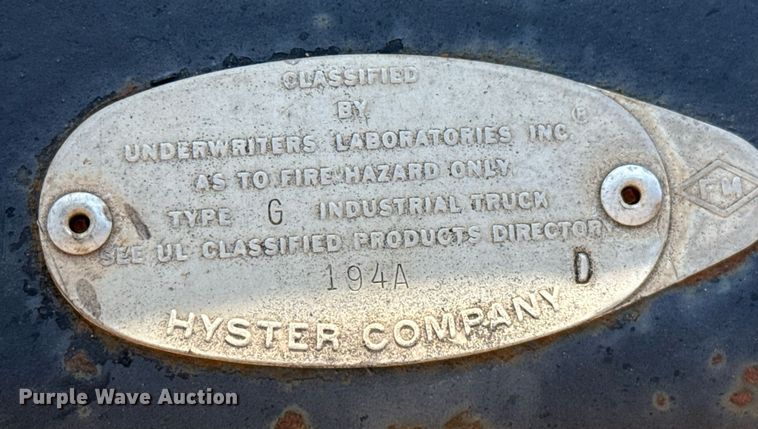 CLASSIFIED
BY
UNDERWRITERS LABORATORIES INC.®
AS TO FIRE HAZARD ONLY
TYPE G INDUSTRIAL TRUCK
SEE UL CLASSIFIED PRODUCTS DIRECTORY
194A D
HYSTER COMPANY
FM
Purple Wave Auction